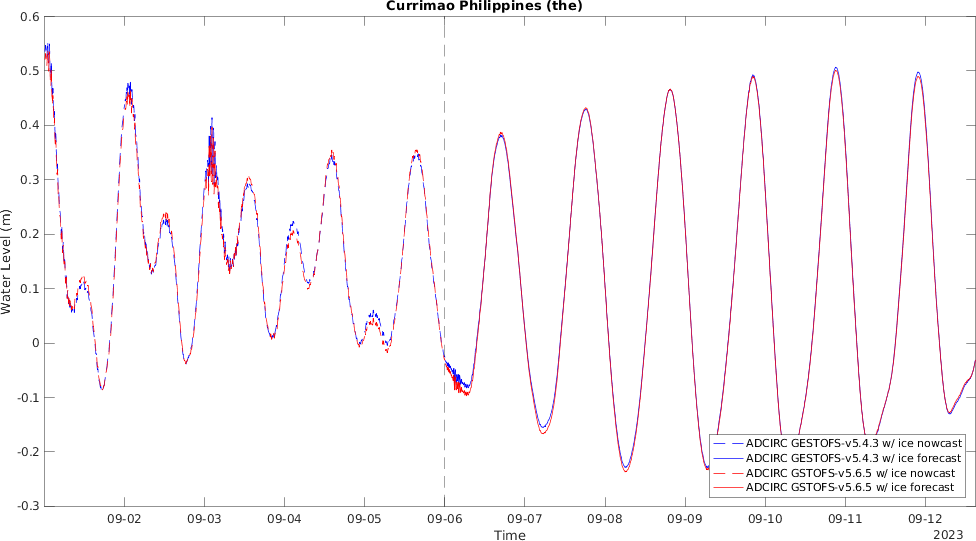 Currimao Philippines (the)
0.6
0.5
0.4
0.3
0.2
0.1
0
-0.1
-0.2
-0.3
Water Level (m)
09-02 09-03 09-04 09-05 09-06 09-07 09-08 09-09 09-10 09-11 09-12
2023
Time
ADCIRC GESTOFS-v5.4.3 w/ ice nowcast
ADCIRC GESTOFS-v5.4.3 w/ ice forecast
ADCIRC GSTOFS-v5.6.5 w/ ice nowcast
ADCIRC GSTOFS-v5.6.5 w/ ice forecast